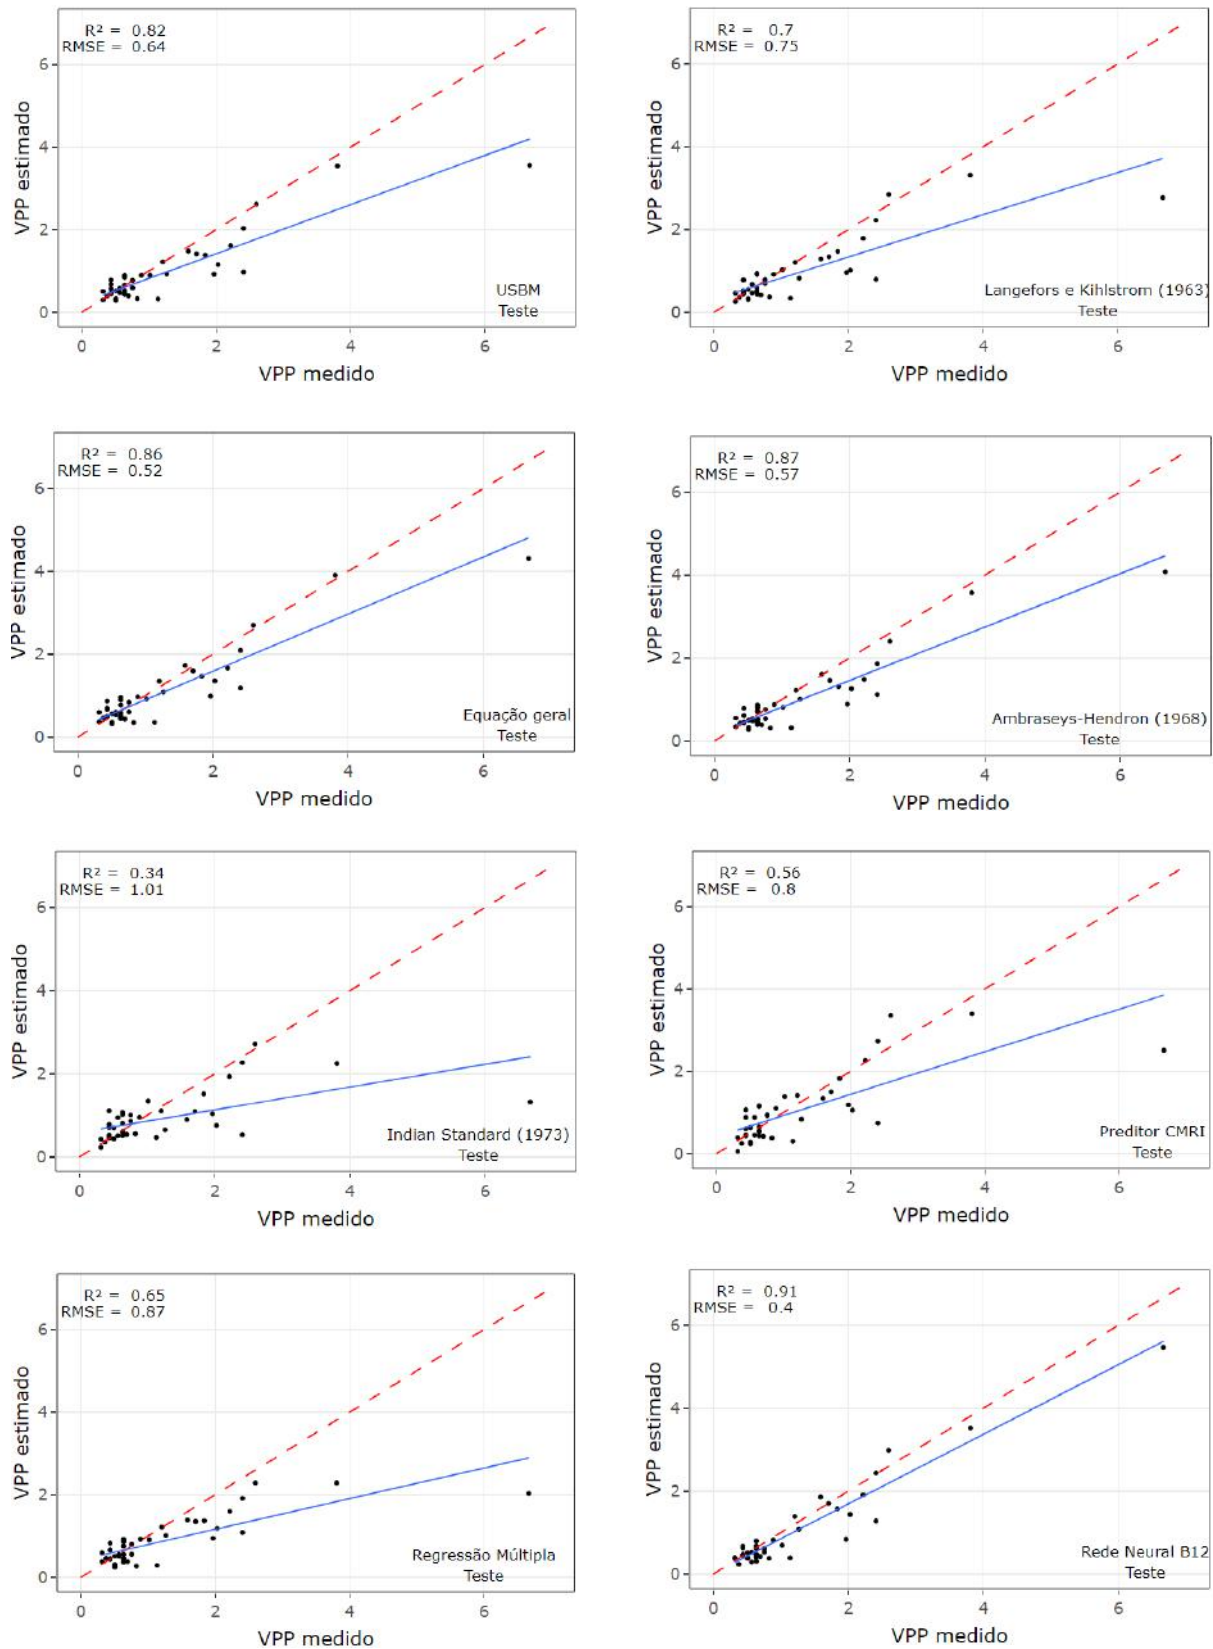 R² = 0.82
RMSE = 0.64
6
4
2
0
VPP estimado
USBM
Teste
0 2 4 6
VPP medido
R² = 0.7
RMSE = 0.75
6
4
2
0
VPP estimado
Langefors e Kihlstrom (1963)
Teste
0 2 4 6
VPP medido
R² = 0.86
RMSE = 0.52
6
4
2
0
VPP estimado
Equação geral
Teste
0 2 4 6
VPP medido
R² = 0.87
RMSE = 0.57
6
4
2
0
VPP estimado
Ambraseys-Hendron (1968)
Teste
0 2 4 6
VPP medido
R² = 0.34
RMSE = 1.01
6
4
2
0
VPP estimado
Indian Standard (1973)
Teste
0 2 4 6
VPP medido
R² = 0.56
RMSE = 0.8
6
4
2
0
VPP estimado
Preditor CMRI
Teste
0 2 4 6
VPP medido
R² = 0.65
RMSE = 0.87
6
4
2
0
VPP estimado
Regressão Múltipla
Teste
0 2 4 6
VPP medido
R² = 0.91
RMSE = 0.4
6
4
2
0
VPP estimado
Rede Neural B12
Teste
0 2 4 6
VPP medido